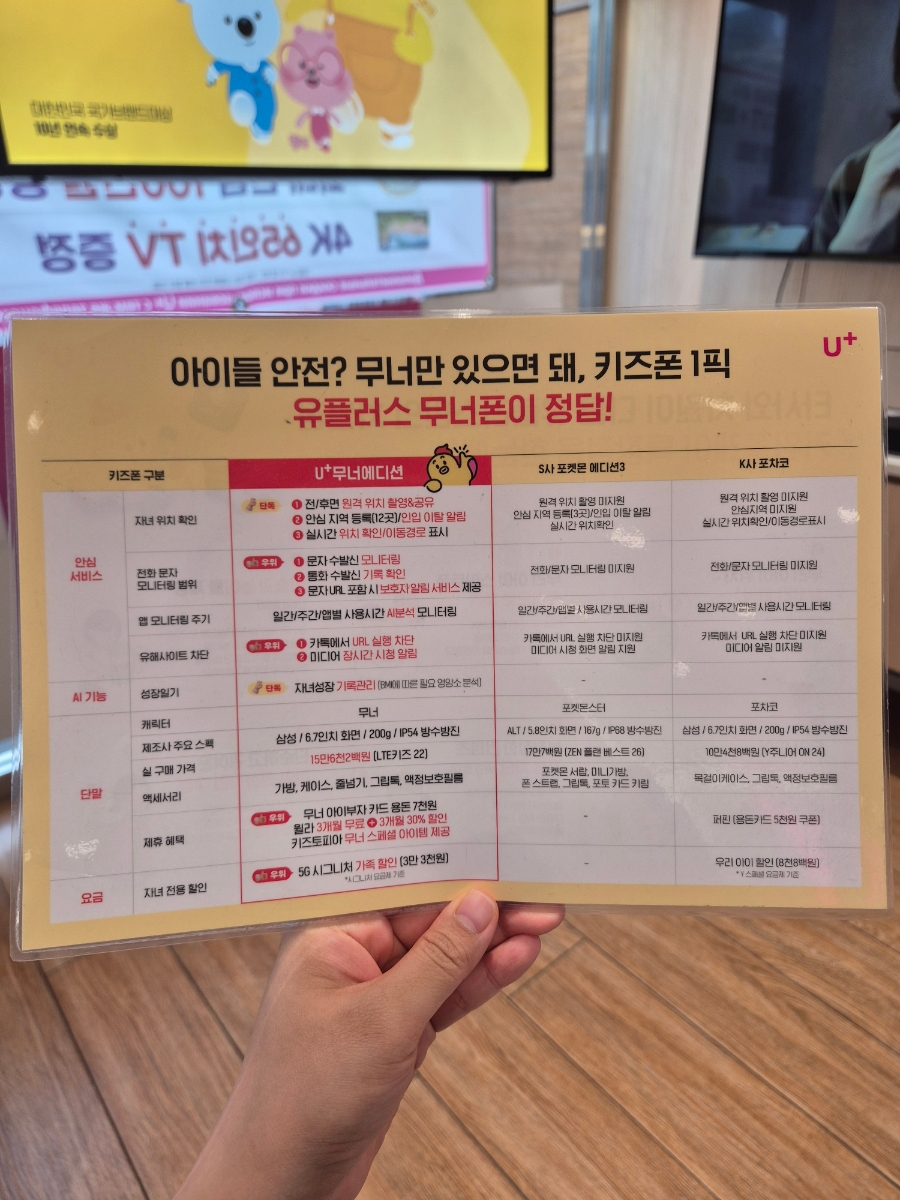 대한민국 국가브랜드대상
10년 연속 수상
4K 65인치 TV 증정
U+
아이들 안전? 무너만 있으면 돼, 키즈폰 1픽
유플러스 무너폰이 정답!
키즈폰 구분
U+무너에디션
S사 포켓몬 에디션3
K사 포차코
안심
서비스
자녀 위치 확인
단독
1 전/후면 원격 위치 촬영&공유
2 안심 지역 등록(12곳)/인입 이탈 알림
3 실시간 위치 확인/이동경로 표시
원격 위치 촬영 미지원
안심 지역 등록(3곳)/인입 이탈 알림
실시간 위치확인
원격 위치 촬영 미지원
안심지역 미지원
실시간 위치확인/이동경로표시
전화 문자
모니터링 범위
우위
1 문자 수발신 모니터링
2 통화 수발신 기록 확인
3 문자 URL 포함 시 보호자 알림 서비스 제공
전화/문자 모니터링 미지원
전화/문자 모니터링 미지원
앱 모니터링 주기
일간/주간/앱별 사용시간 AI분석 모니터링
일간/주간/앱별 사용시간 모니터링
일간/주간/앱별 사용시간 모니터링
유해사이트 차단
우위
1 카톡에서 URL 실행 차단
2 미디어 장시간 시청 알림
카톡에서 URL 실행 차단 미지원
미디어 시청 화면 알림 지원
카톡에서 URL 실행 차단 미지원
미디어 알림 미지원
AI 기능
성장일기
단독
자녀성장 기록관리 (BMI에 따른 필요 영양소 분석)
-
-
단말
캐릭터
무너
포켓몬스터
포차코
제조사 주요 스펙
삼성 / 6.7인치 화면 / 200g / IP54 방수방진
ALT / 5.8인치 화면 / 167g / IP68 방수방진
삼성 / 6.7인치 화면 / 200g / IP54 방수방진
실 구매 가격
15만6천2백원 (LTE키즈 22)
17만7백원 (ZEN 플랜 베스트 26)
10만4천8백원 (Y주니어 ON 24)
액세서리
가방, 케이스, 줄넘기, 그립톡, 액정보호필름
포켓몬 서랍, 미니가방,
폰 스트랩, 그립톡, 포토 카드 키링
목걸이케이스, 그립톡, 액정보호필름
제휴 혜택
우위
무너 아이부자 카드 용돈 7천원
윌라 3개월 무료 + 3개월 30% 할인
키즈토피아 무너 스페셜 아이템 제공
-
퍼핀 (용돈카드 5천원 쿠폰)
요금
자녀 전용 할인
우위
5G 시그니처 가족 할인 (3만 3천원)
*시그니처 요금제 기준
-
우리 아이 할인 (8천8백원)
* Y 스페셜 요금제 기준